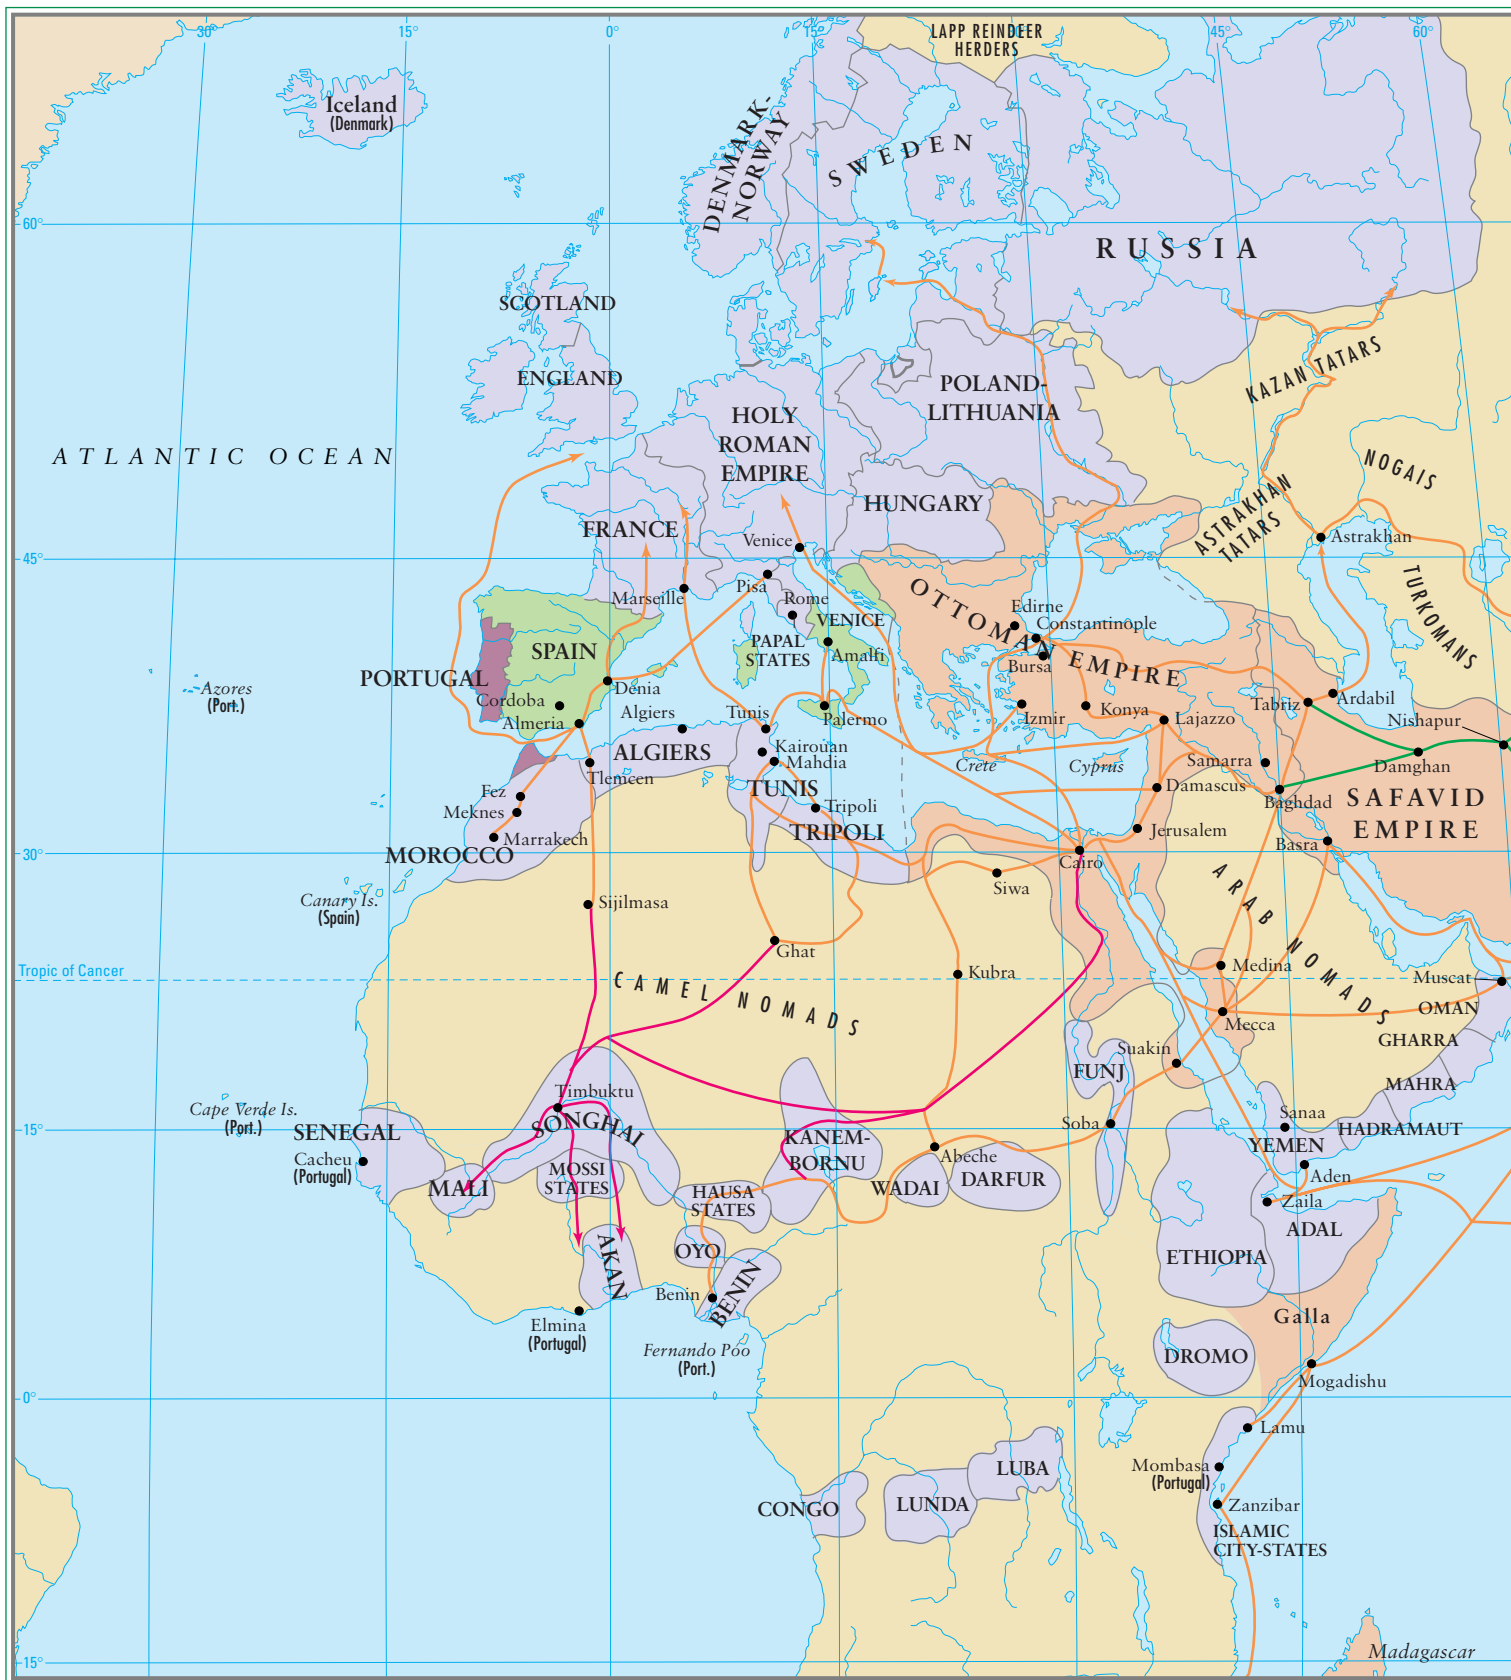 30°
15°
0°
15°
30°
45°
60°
LAPP REINDEER
HERDERS
Iceland
(Denmark)
DENMARK-
NORWAY
SWEDEN
60°
RUSSIA
SCOTLAND
ENGLAND
KAZAN TATARS
POLAND-
LITHUANIA
HOLY
ROMAN
EMPIRE
ATLANTIC OCEAN
NOGAIS
HUNGARY
ASTRAKHAN
TATARS
FRANCE
Venice
Astrakhan
45°
Pisa
Marseille
Rome
VENICE
OTTOMAN EMPIRE
Edirne
Constantinople
TURKOMANS
PAPAL
STATES
SPAIN
Amalfi
Bursa
PORTUGAL
Azores
(Port.)
Denia
Cordoba
Almeria
Algiers
Tunis
Palermo
Izmir
Konya
Lajazzo
Tabriz
Ardabil
Nishapur
ALGIERS
Kairouan
Mahdia
Crete
Cyprus
Samarra
Damghan
Tlemcen
TUNIS
Damascus
Baghdad
SAFAVID
EMPIRE
Fez
Meknes
Tripoli
TRIPOLI
Marrakech
MOROCCO
Jerusalem
Basra
30°
Cairo
Siwa
Canary Is.
(Spain)
Sijilmasa
ARAB NOMADS
Ghat
Tropic of Cancer
Kubra
Medina
Muscat
CAMEL NOMADS
OMAN
Mecca
GHARRA
Suakin
FUNJ
MAHRA
Timbuktu
Cape Verde Is.
(Port.)
SENEGAL
SONGHAI
KANEM-
BORNU
Soba
Sanaa
YEMEN
HADRAMAUT
15°
Cacheu
(Portugal)
Abeche
MOSSI
STATES
MALI
HAUSA
STATES
WADAI
DARFUR
Aden
Zaila
ADAL
AKAN
OYO
ETHIOPIA
BENIN
Benin
Elmina
(Portugal)
Galla
Fernando Póo
(Port.)
DROMO
Mogadishu
0°
Lamu
Mombasa
(Portugal)
LUBA
LUNDA
CONGO
Zanzibar
ISLAMIC
CITY-STATES
Madagascar
15°